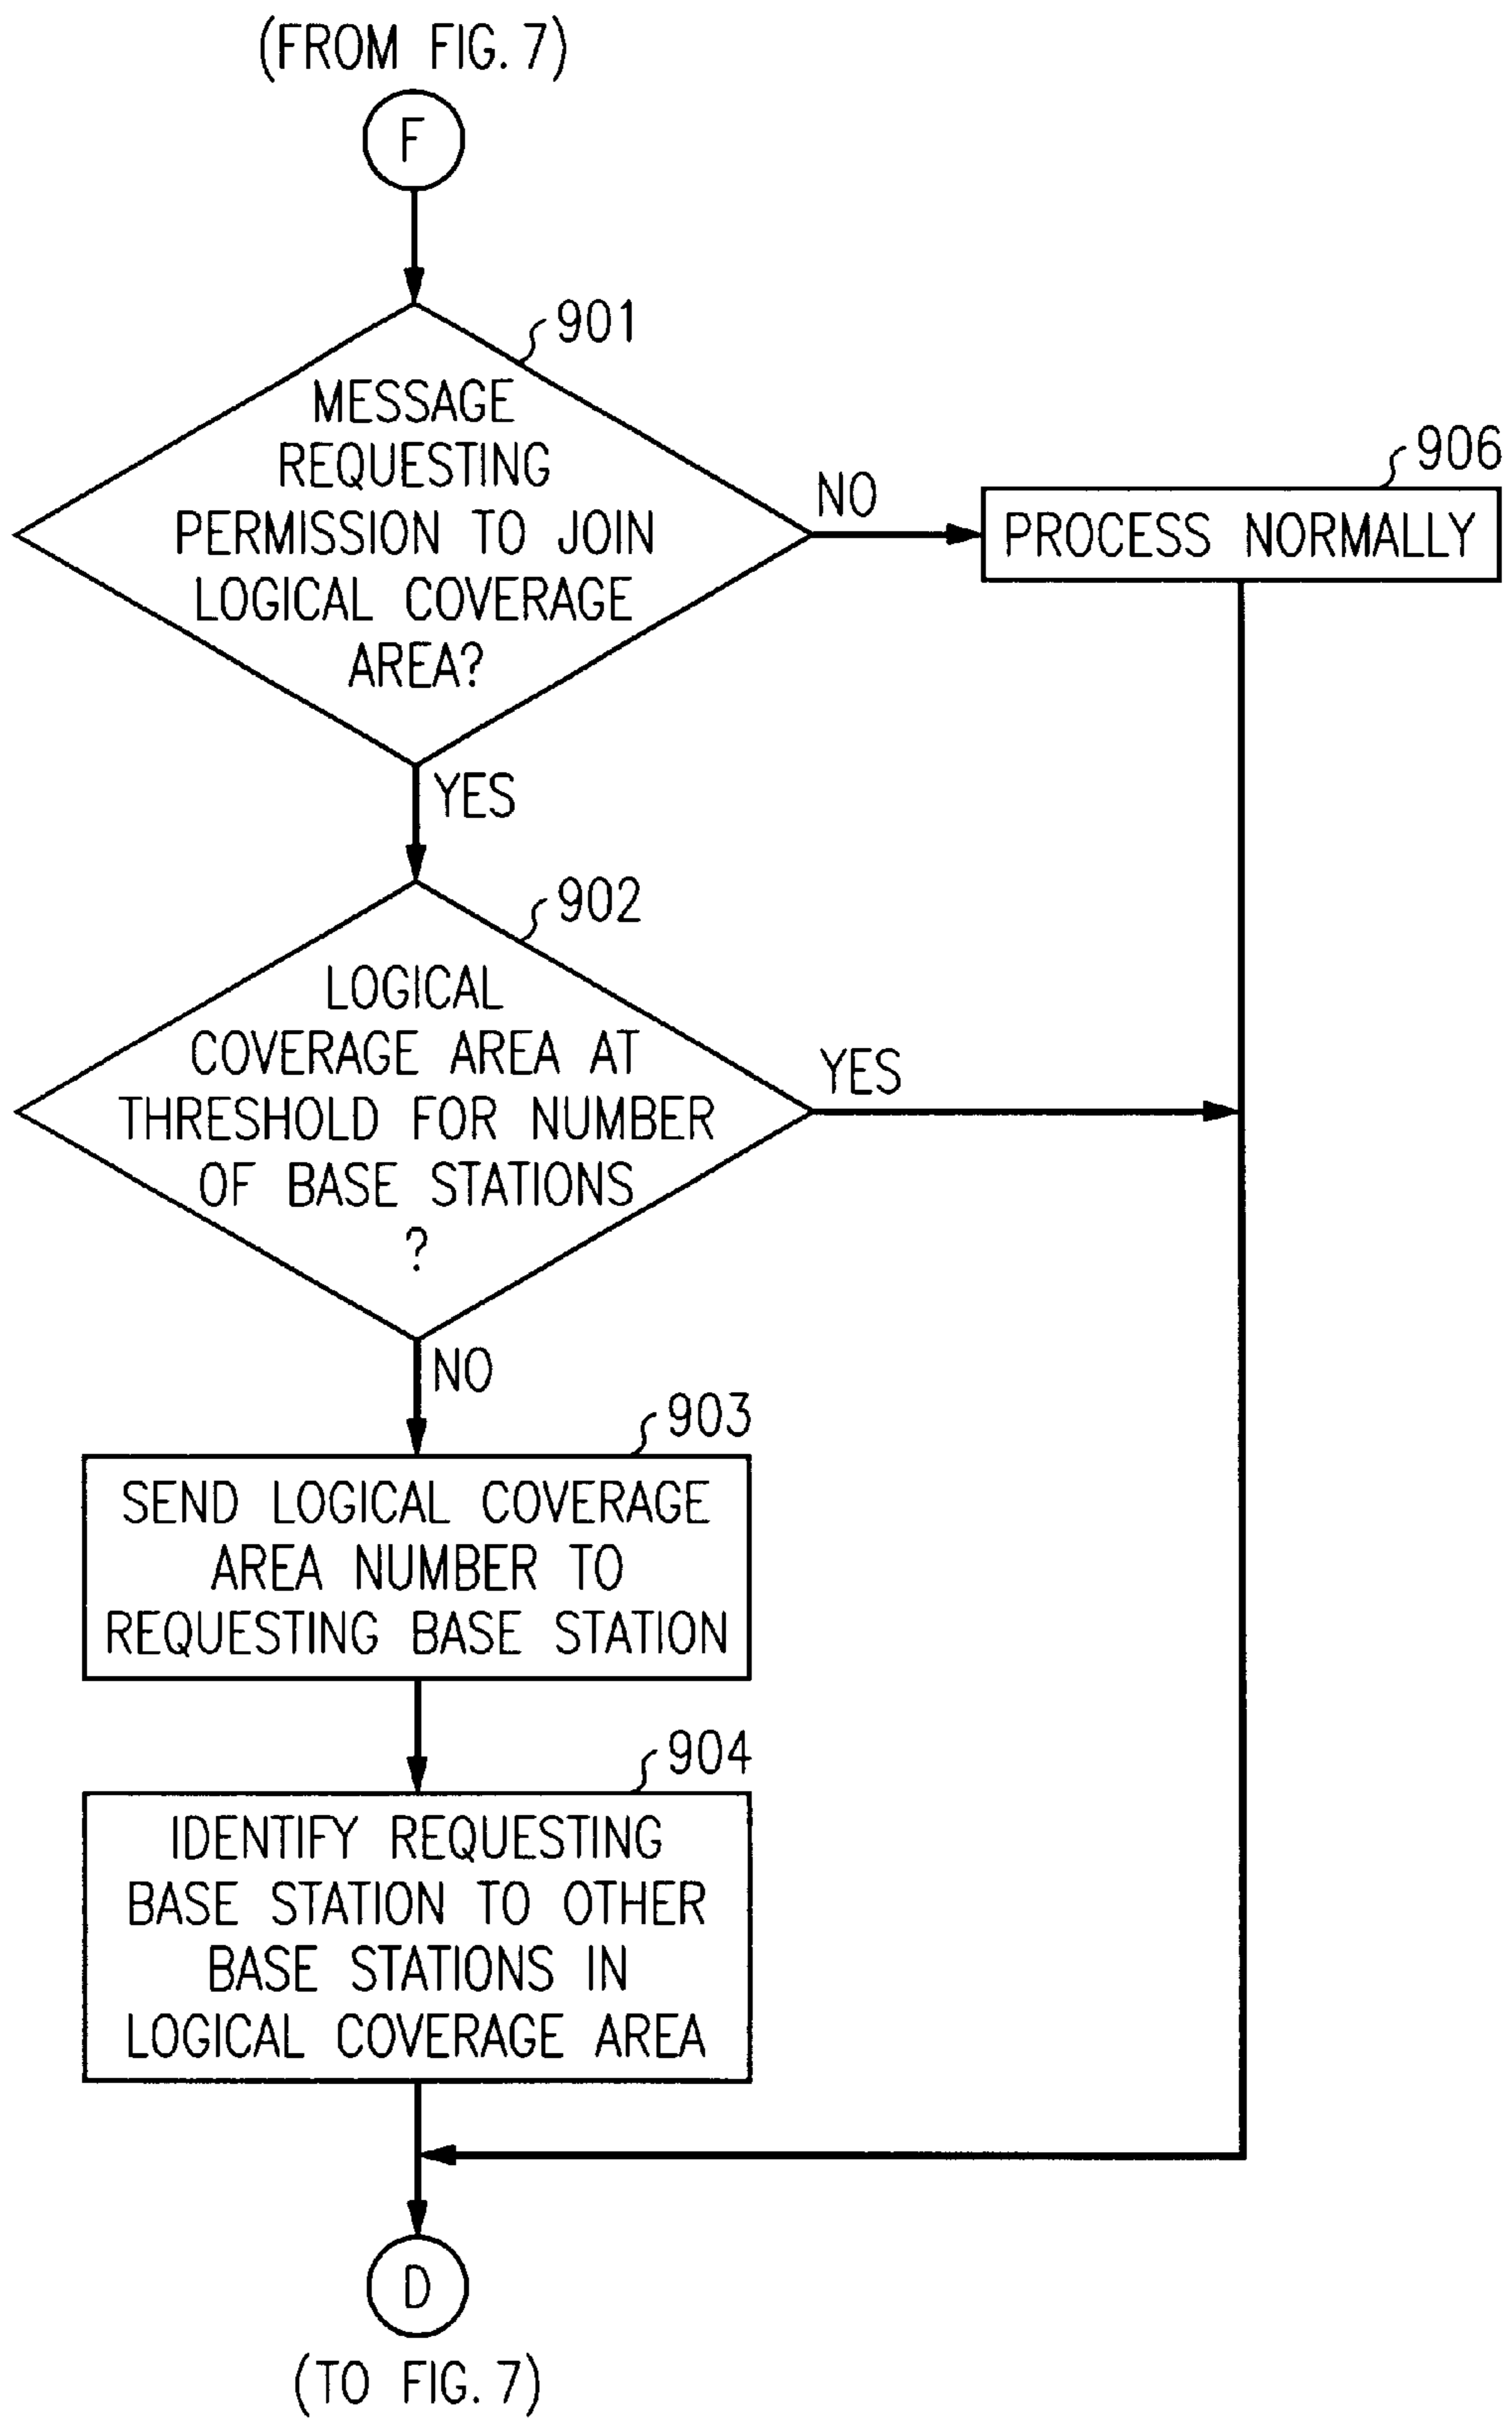 (FROM FIG. 7)
F
901
MESSAGE
REQUESTING
PERMISSION TO JOIN
LOGICAL COVERAGE
AREA?
NO
906
PROCESS NORMALLY
YES
902
LOGICAL
COVERAGE AREA AT
THRESHOLD FOR NUMBER
OF BASE STATIONS
?
YES
NO
903
SEND LOGICAL COVERAGE
AREA NUMBER TO
REQUESTING BASE STATION
904
IDENTIFY REQUESTING
BASE STATION TO OTHER
BASE STATIONS IN
LOGICAL COVERAGE AREA
D
(TO FIG. 7)